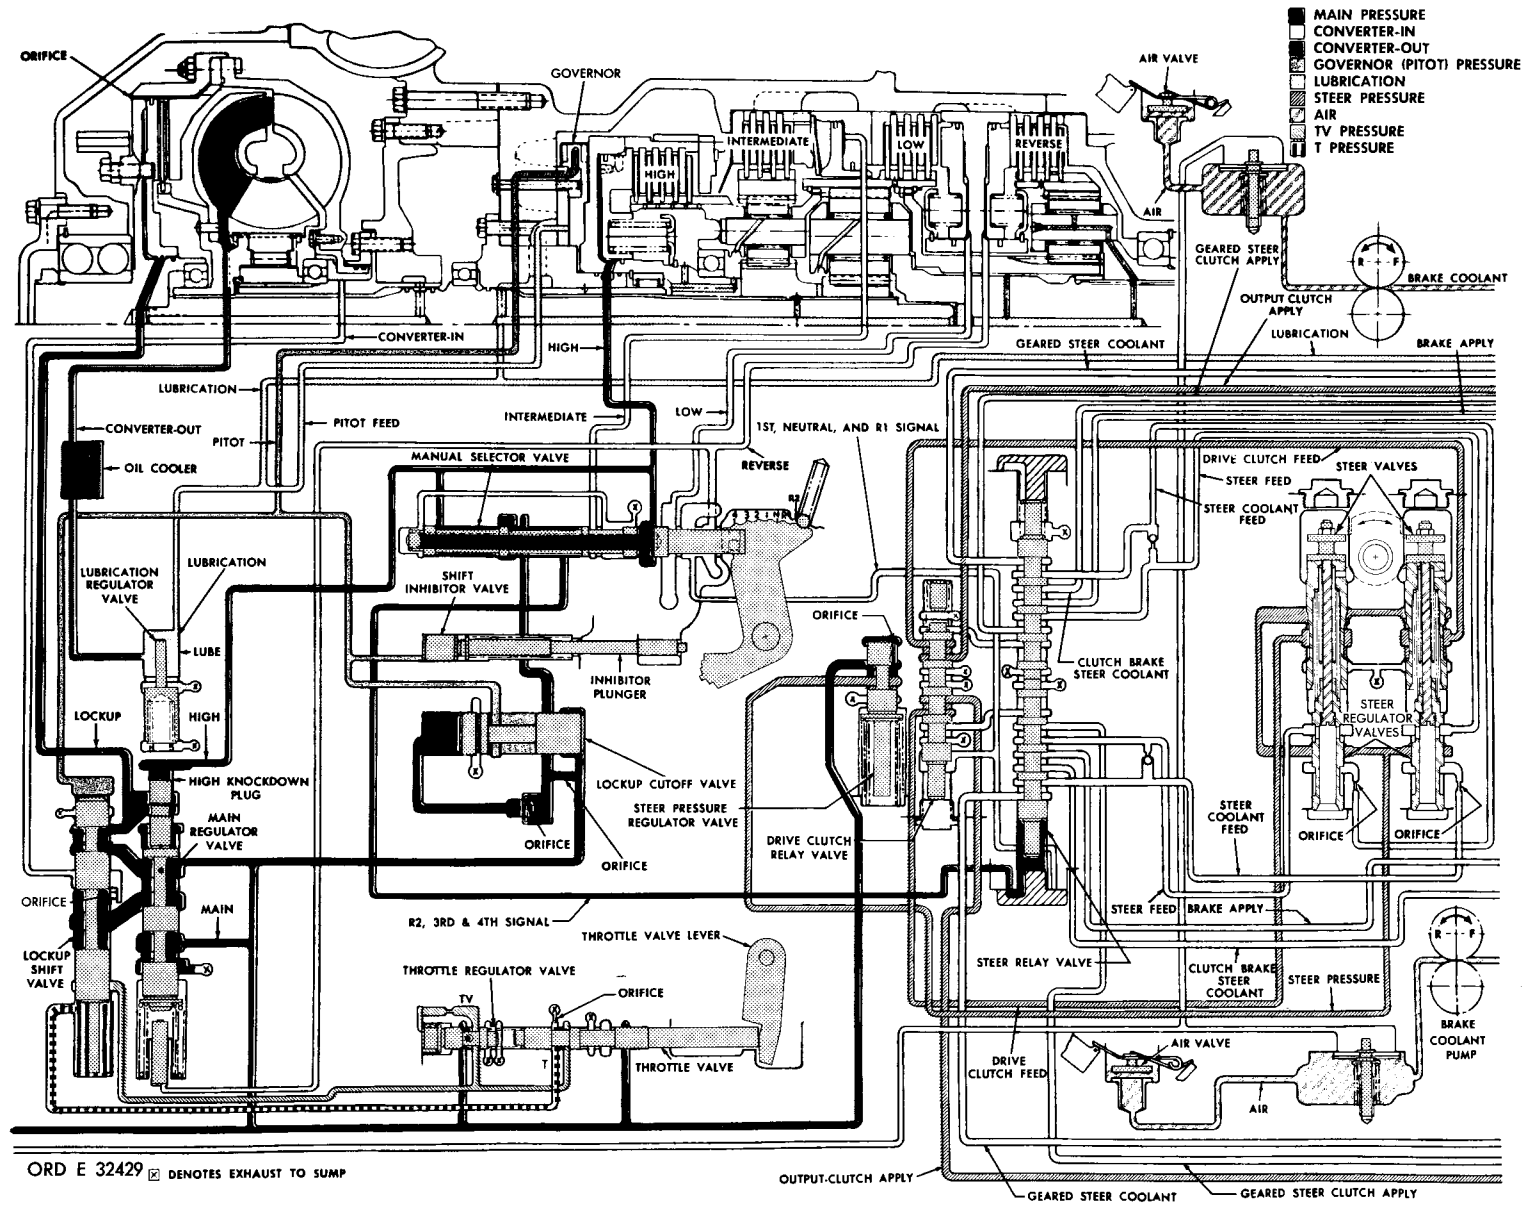 MAIN PRESSURE
CONVERTER-IN
CONVERTER-OUT
GOVERNOR (PITOT) PRESSURE
LUBRICATION
STEER PRESSURE
AIR
TV PRESSURE
T PRESSURE
ORIFICE
GOVERNOR
AIR VALVE
INTERMEDIATE
LOW
REVERSE
HIGH
AIR
GEARED STEER
CLUTCH APPLY
R F
BRAKE COOLANT
OUTPUT CLUTCH
APPLY
LUBRICATION
CONVERTER-IN
HIGH
GEARED STEER COOLANT
BRAKE APPLY
LUBRICATION
INTERMEDIATE
LOW
CONVERTER-OUT
PITOT
PITOT FEED
1ST, NEUTRAL, AND R1 SIGNAL
OIL COOLER
MANUAL SELECTOR VALVE
REVERSE
DRIVE CLUTCH FEED
STEER VALVES
STEER FEED
STEER COOLANT
FEED
R2
4 3 2 1 N R1
X
X
LUBRICATION
REGULATOR
VALVE
LUBRICATION
SHIFT
INHIBITOR VALVE
ORIFICE
LUBE
X
INHIBITOR
PLUNGER
CLUTCH BRAKE
STEER COOLANT
X
X
X
X
X
X
X
LOCKUP
HIGH
X
STEER
REGULATOR
VALVES
X
X
HIGH KNOCKDOWN
PLUG
LOCKUP CUTOFF VALVE
X
MAIN
REGULATOR
VALVE
STEER PRESSURE
REGULATOR VALVE
STEER
COOLANT
FEED
ORIFICE
ORIFICE
ORIFICE
DRIVE CLUTCH
RELAY VALVE
ORIFICE
ORIFICE
MAIN
R2, 3RD & 4TH SIGNAL
STEER FEED
BRAKE APPLY
LOCKUP
SHIFT
VALVE
THROTTLE VALVE LEVER
R F
X
THROTTLE REGULATOR VALVE
STEER RELAY VALVE
CLUTCH BRAKE
STEER
COOLANT
STEER PRESSURE
TV
ORIFICE
X
X
X X
BRAKE
COOLANT
PUMP
AIR VALVE
T
THROTTLE VALVE
DRIVE
CLUTCH FEED
AIR
ORD E 32429
X DENOTES EXHAUST TO SUMP
OUTPUT-CLUTCH APPLY
GEARED STEER COOLANT
GEARED STEER CLUTCH APPLY